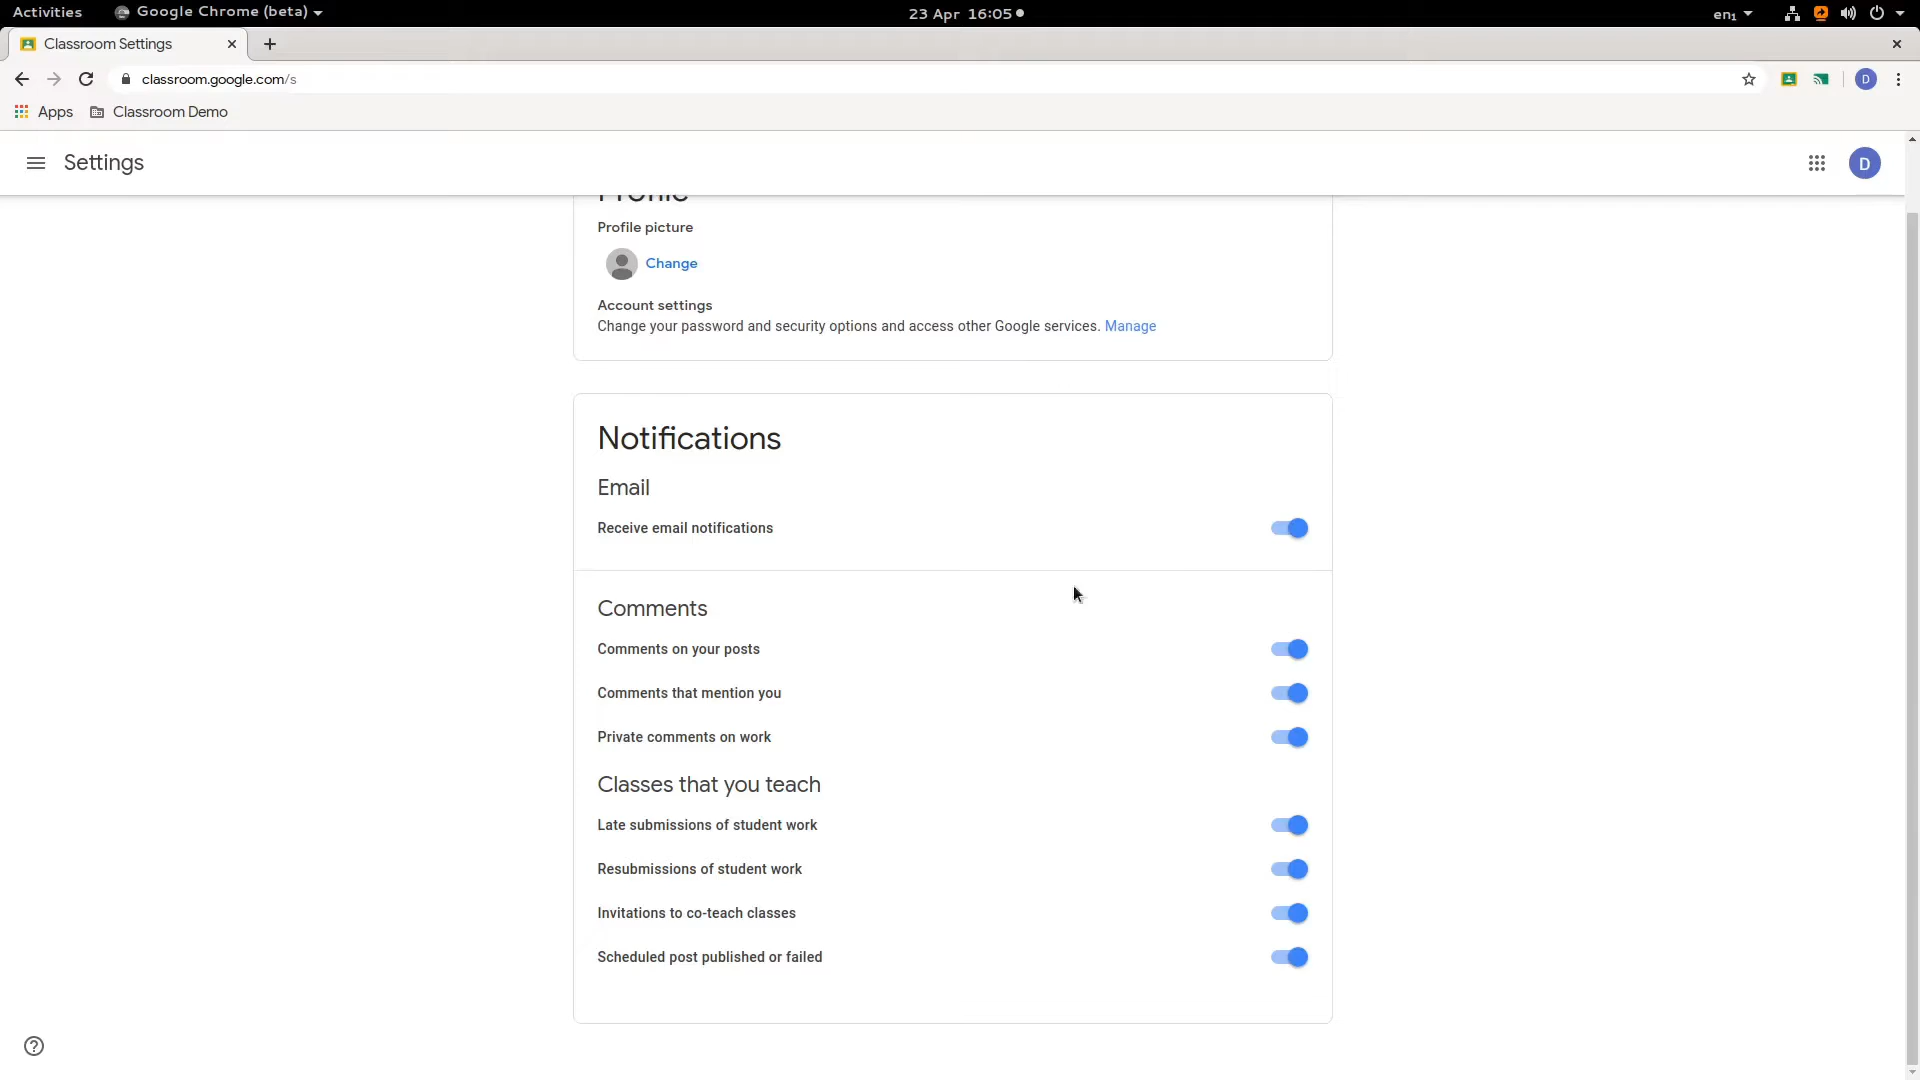 Activities Google Chrome (beta) 23 Apr 16:05 en₁
Classroom Settings
classroom.google.com/s D
Apps Classroom Demo
Settings D
Profile
Profile picture
Change
Account settings
Change your password and security options and access other Google services. Manage
Notifications
Email
Receive email notifications
Comments
Comments on your posts
Comments that mention you
Private comments on work
Classes that you teach
Late submissions of student work
Resubmissions of student work
Invitations to co-teach classes
Scheduled post published or failed